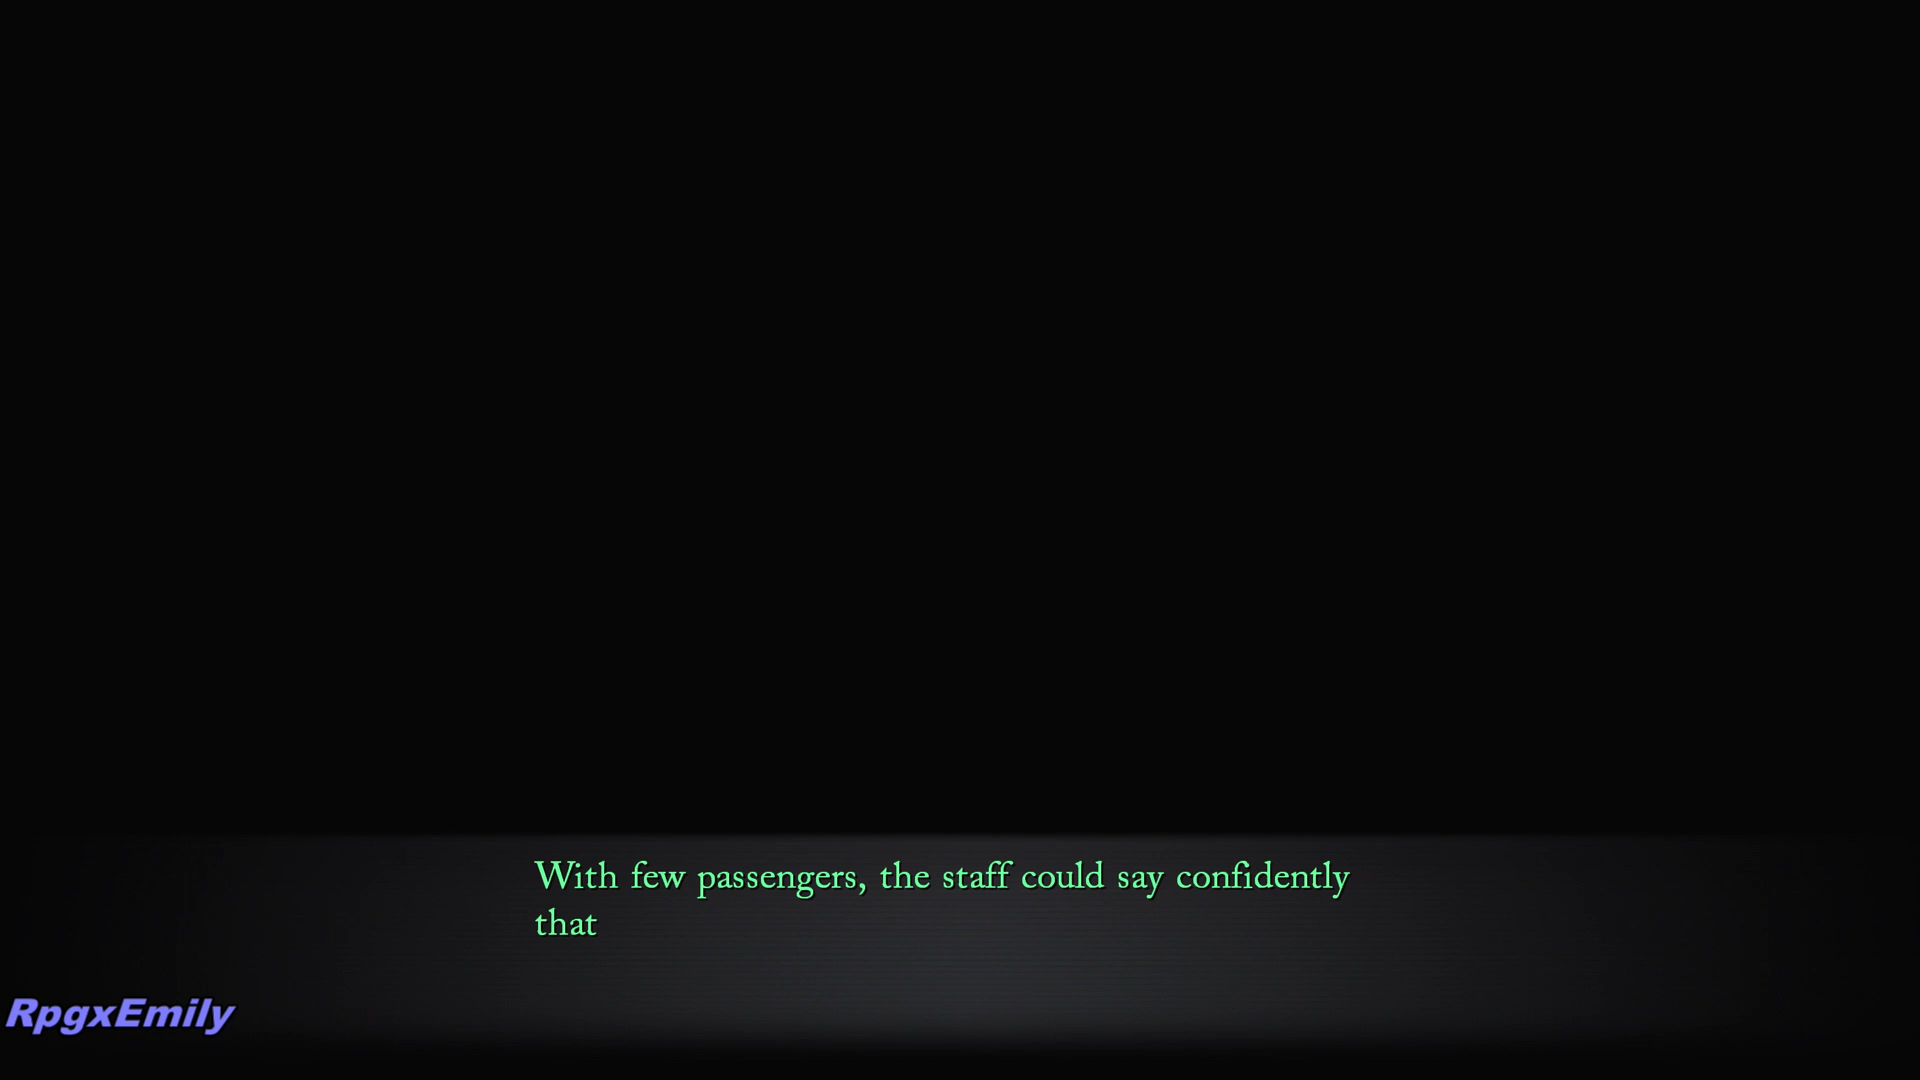 With few passengers, the staff could say confidently
that
RpgxEmily